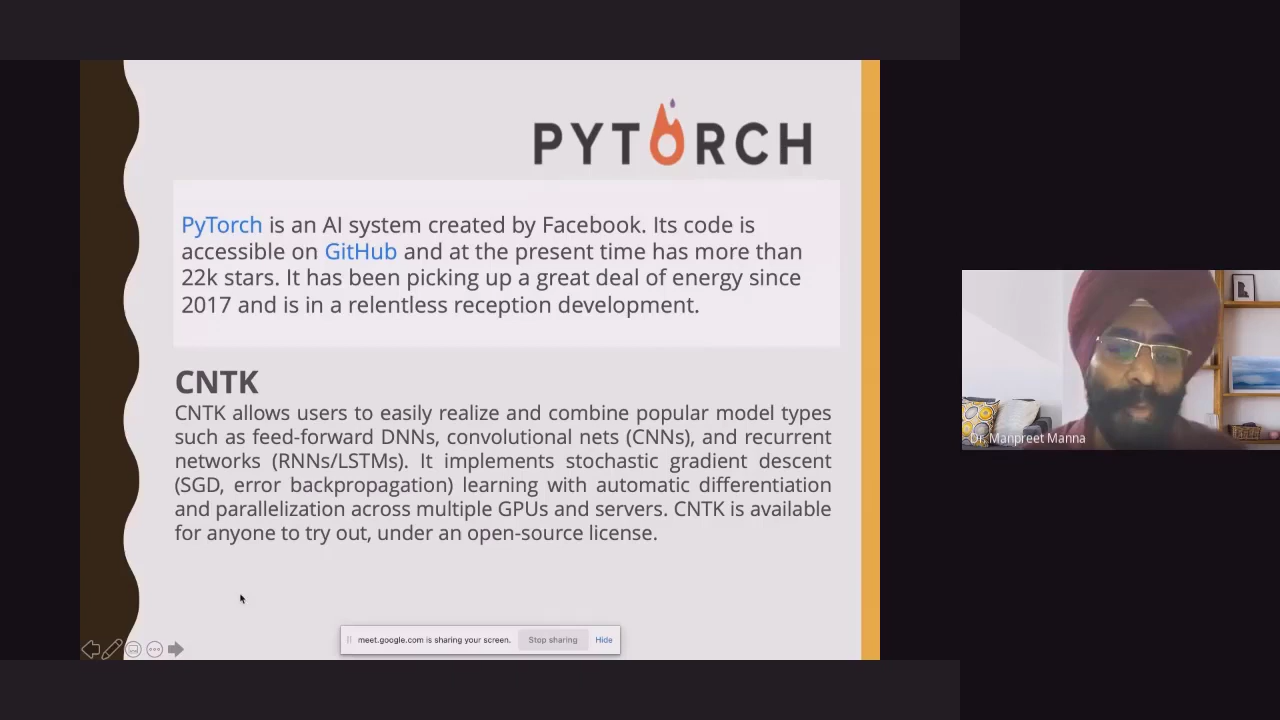 PYTORCH
PyTorch is an AI system created by Facebook. Its code is
accessible on GitHub and at the present time has more than
22k stars. It has been picking up a great deal of energy since
2017 and is in a relentless reception development.
CNTK
CNTK allows users to easily realize and combine popular model types
such as feed-forward DNNs, convolutional nets (CNNs), and recurrent
networks (RNNs/LSTMs). It implements stochastic gradient descent
(SGD, error backpropagation) learning with automatic differentiation
and parallelization across multiple GPUs and servers. CNTK is available
for anyone to try out, under an open-source license.
meet.google.com is sharing your screen. Stop sharing Hide
Dr. Manpreet Manna